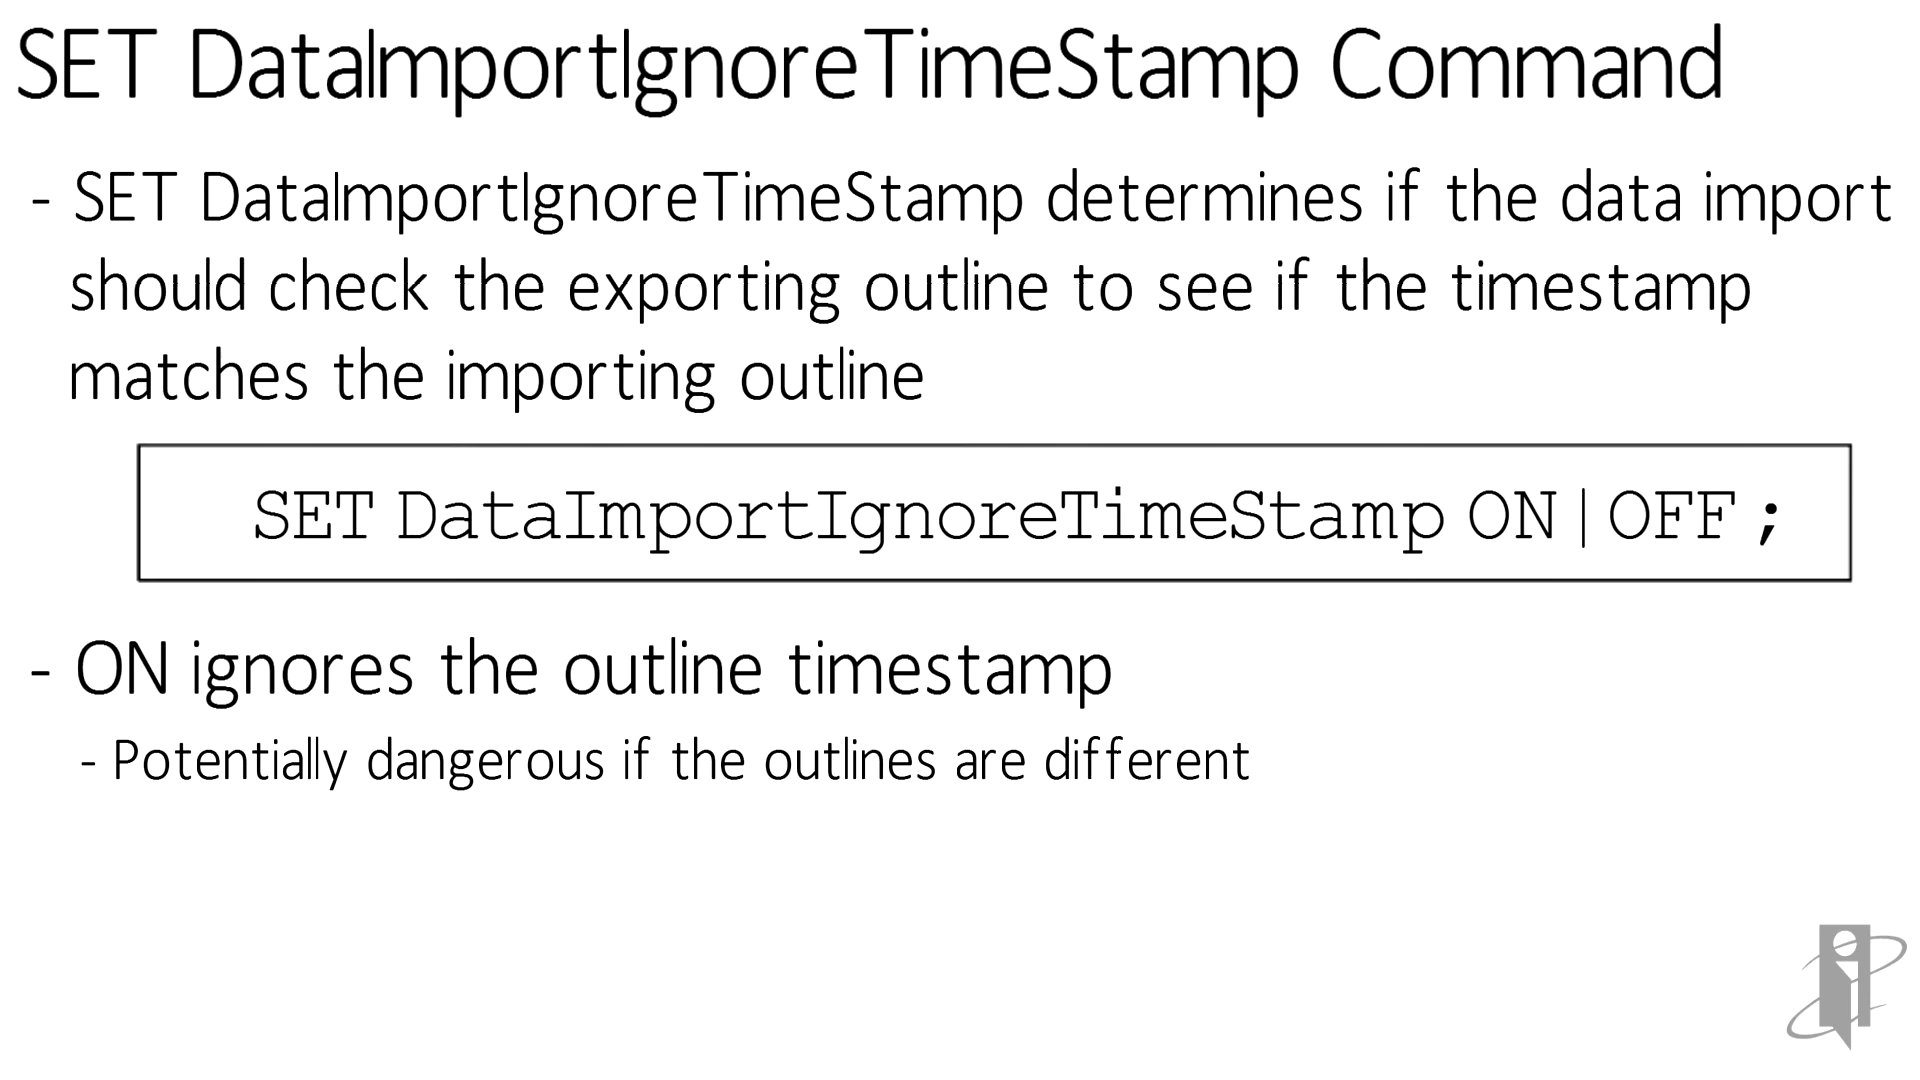 SET DataImportIgnoreTimeStamp Command
- SET DataImportIgnoreTimeStamp determines if the data import
should check the exporting outline to see if the timestamp
matches the importing outline
SET DataImportIgnoreTimeStamp ON|OFF;
- ON ignores the outline timestamp
- Potentially dangerous if the outlines are different